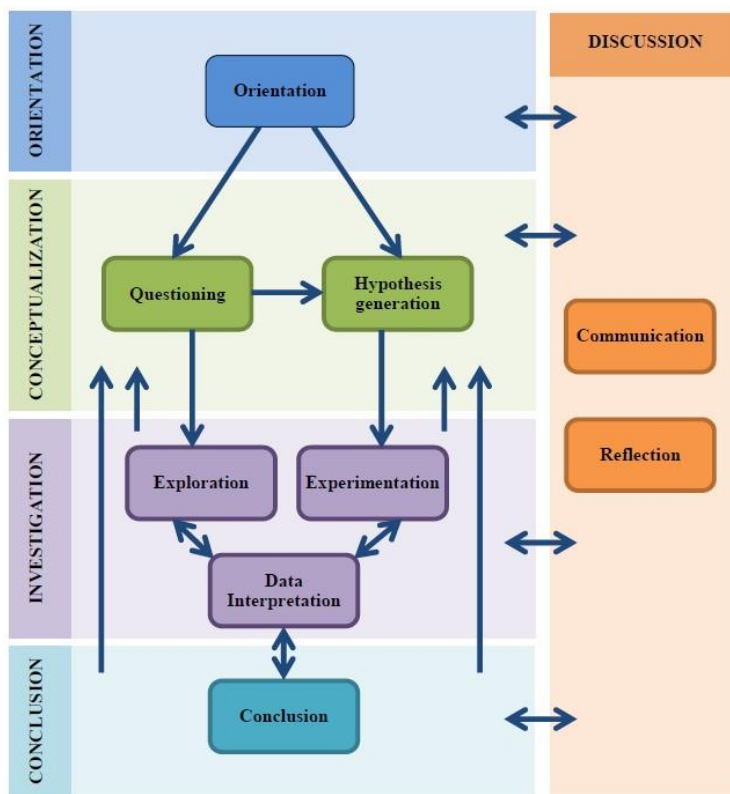 ORIENTATION
Orientation
CONCEPTUALIZATION
Questioning
Hypothesis
generation
INVESTIGATION
Exploration
Experimentation
Data
Interpretation
CONCLUSION
Conclusion
DISCUSSION
Communication
Reflection